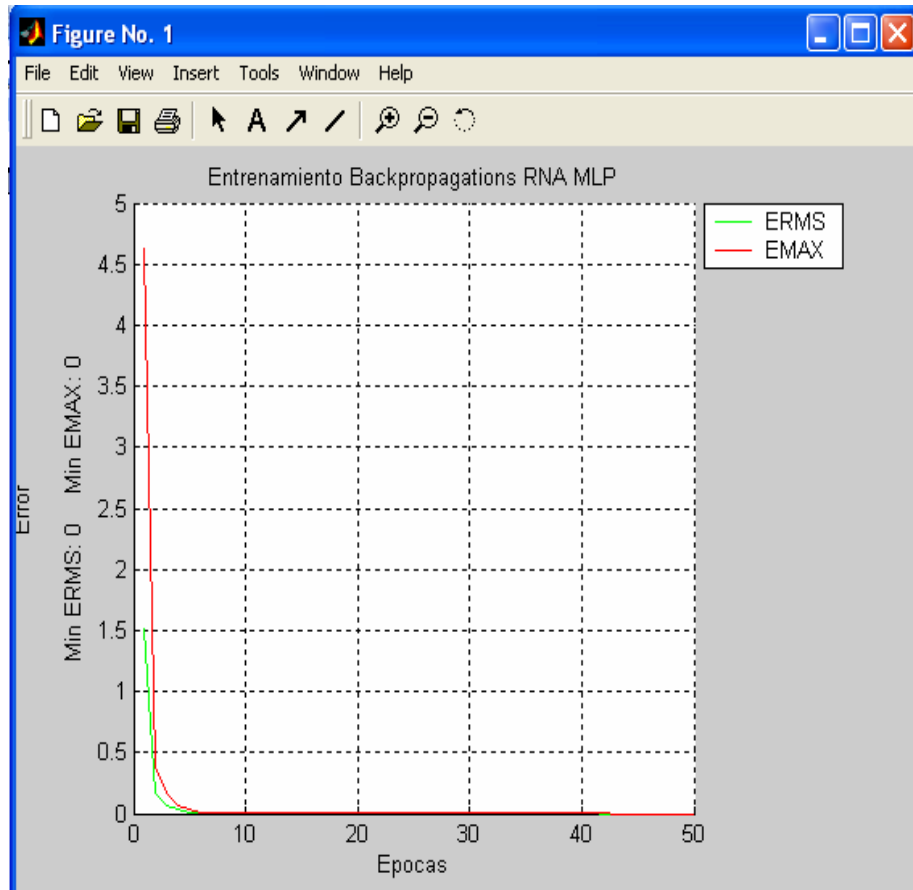 Figure No. 1
File Edit View Insert Tools Window Help
A
Entrenamiento Backpropagations RNA MLP
ERMS
EMAX
5
4.5
4
3.5
3
2.5
2
1.5
1
0.5
0
Error
Min ERMS: 0 Min EMAX: 0
0 10 20 30 40 50
Epocas